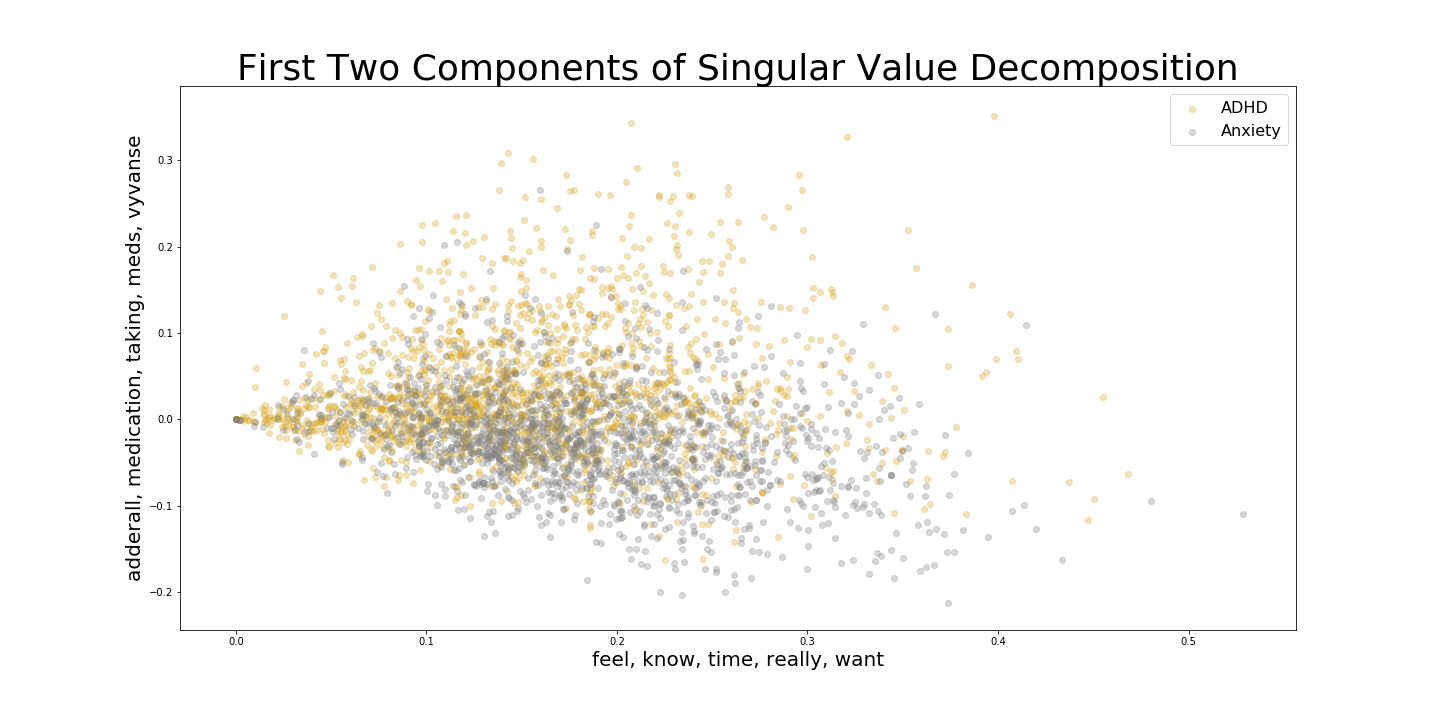 First Two Components of Singular Value Decomposition
ADHD
Anxiety
adderall, medication, taking, meds, vyvanse
0.3
0.2
0.1
0.0
−0.1
−0.2
0.0 0.1 0.2 0.3 0.4 0.5
feel, know, time, really, want